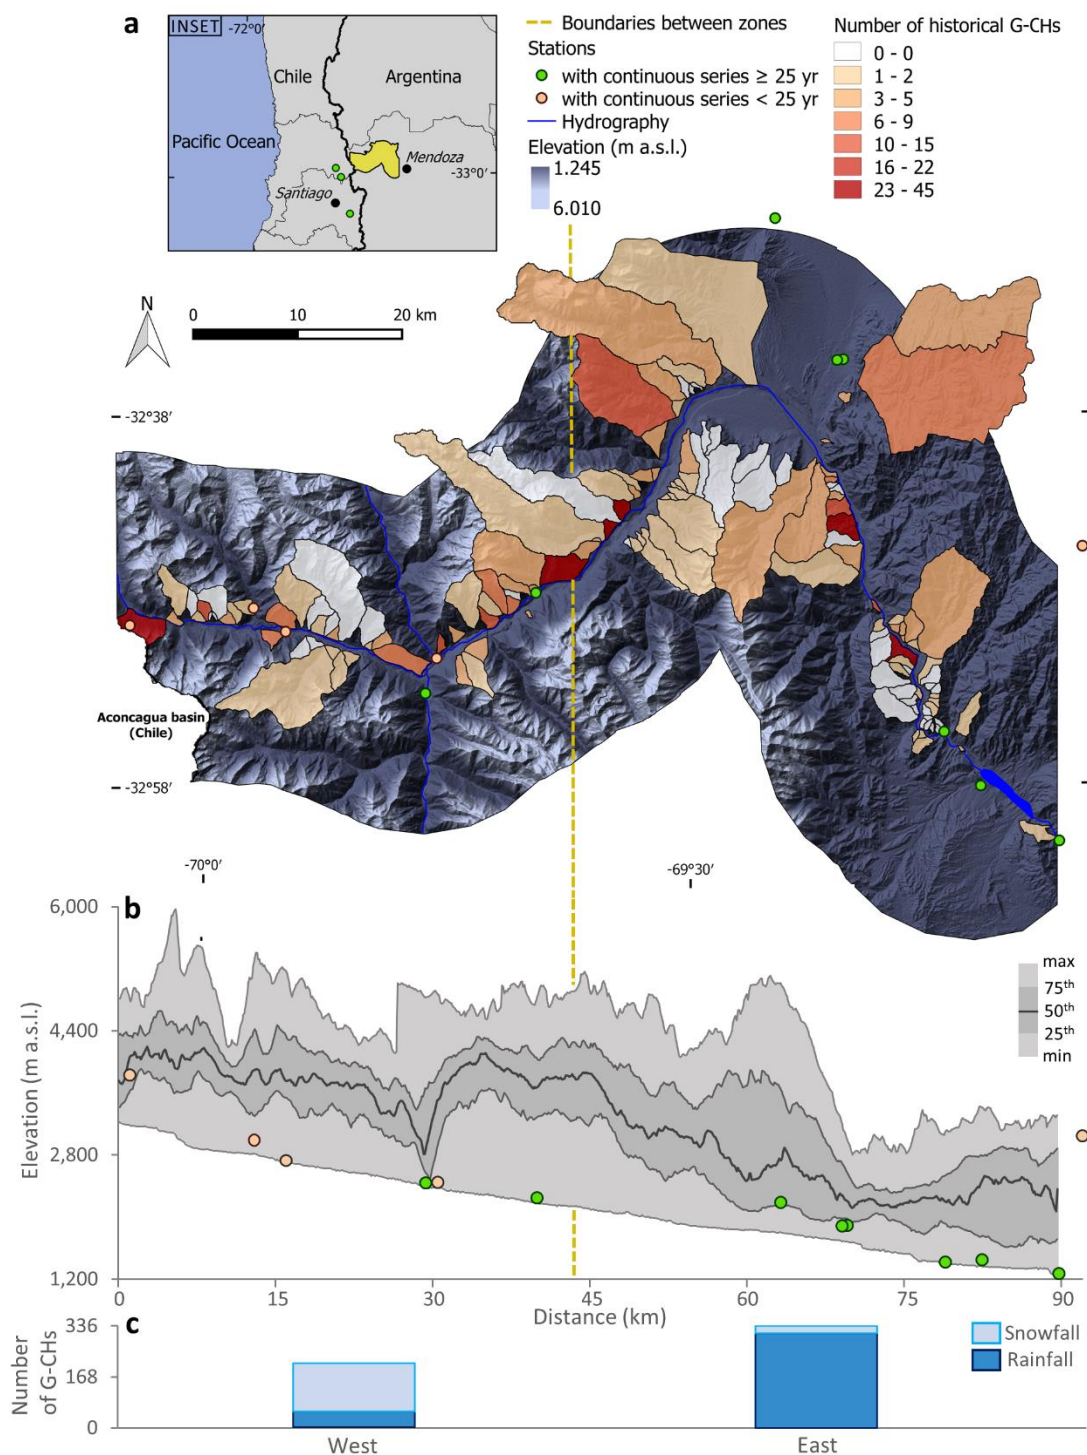 a
INSET
-72°0'
Chile
Argentina
Pacific Ocean
Mendoza
-33°0'
Santiago
Boundaries between zones
Stations
with continuous series ≥ 25 yr
with continuous series < 25 yr
Hydrography
Elevation (m a.s.l.)
1.245
6.010
Number of historical G-CHs
0 - 0
1 - 2
3 - 5
6 - 9
10 - 15
16 - 22
23 - 45
N
0 10 20 km
-32°38'
Aconcagua basin
(Chile)
-32°58'
-70°0'
-69°30'
b
6,000
4,400
2,800
1,200
Elevation (m a.s.l.)
max
75th
50th
25th
min
0 15 30 45 60 75 90
Distance (km)
c
336
168
0
Number
of G-CHs
Snowfall
Rainfall
West
East